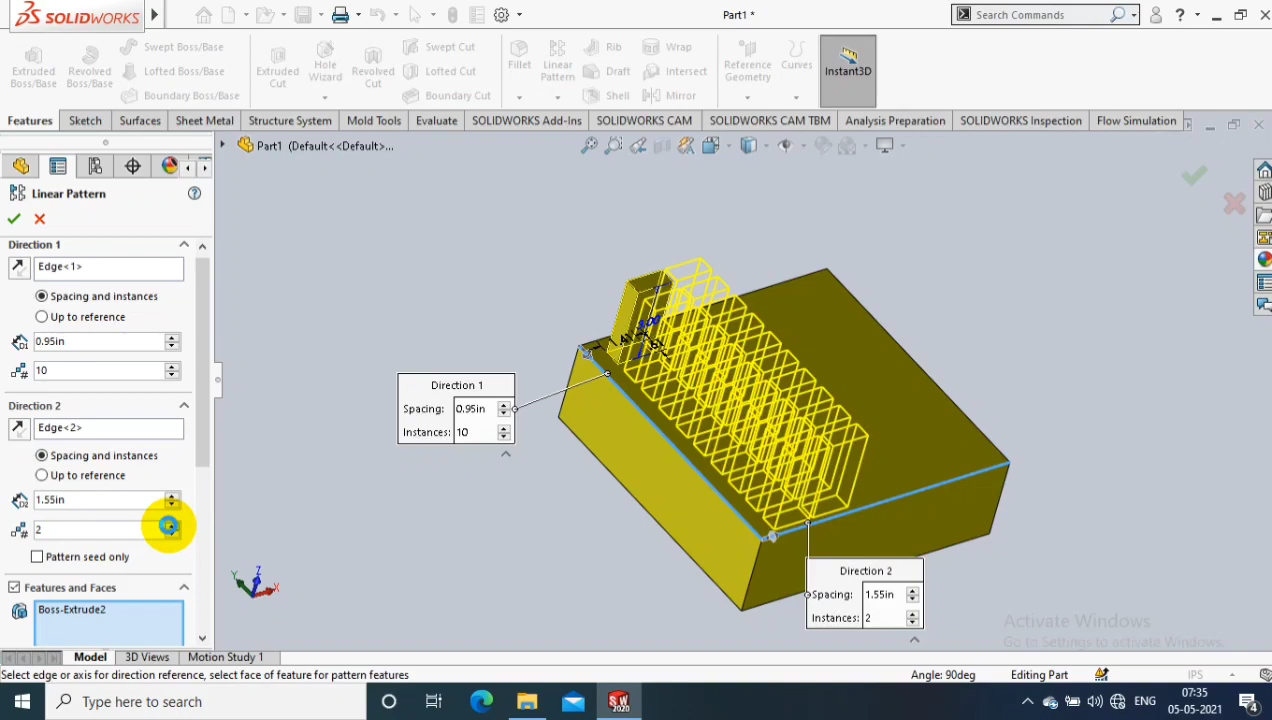 SOLIDWORKS
Part1 *
Search Commands
Extruded Boss/Base
Revolved Boss/Base
Swept Boss/Base
Lofted Boss/Base
Boundary Boss/Base
Extruded Cut
Hole Wizard
Revolved Cut
Swept Cut
Lofted Cut
Boundary Cut
Fillet
Linear Pattern
Rib
Draft
Shell
Wrap
Intersect
Mirror
Reference Geometry
Curves
Instant3D
Features
Sketch
Surfaces
Sheet Metal
Structure System
Mold Tools
Evaluate
SOLIDWORKS Add-Ins
SOLIDWORKS CAM
SOLIDWORKS CAM TBM
Analysis Preparation
SOLIDWORKS Inspection
Flow Simulation
Part1 (Default<<Default>...
Linear Pattern
Direction 1
Edge<1>
Spacing and instances
Up to reference
0.95in
10
Direction 2
Edge<2>
Spacing and instances
Up to reference
1.55in
2
Pattern seed only
Features and Faces
Boss-Extrude2
Direction 1
Spacing: 0.95in
Instances: 10
Direction 2
Spacing: 1.55in
Instances: 2
Y
Z
X
Activate Windows
Go to Settings to activate Windows.
Model
3D Views
Motion Study 1
Select edge or axis for direction reference, select face of feature for pattern features
Angle: 90deg
Editing Part
IPS
Type here to search
SW
2020
ENG
07:35
05-05-2021
4